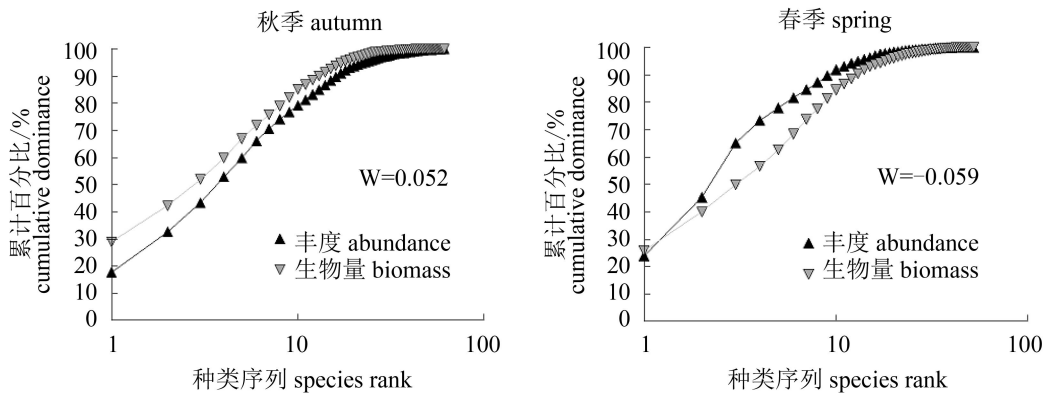 秋季 autumn
累计百分比/%
cumulative dominance
100
90
80
70
60
50
40
30
20
10
0
W=0.052
丰度 abundance
生物量 biomass
1
10
100
种类序列 species rank
春季 spring
累计百分比/%
cumulative dominance
100
90
80
70
60
50
40
30
20
10
0
W=−0.059
丰度 abundance
生物量 biomass
1
10
100
种类序列 species rank